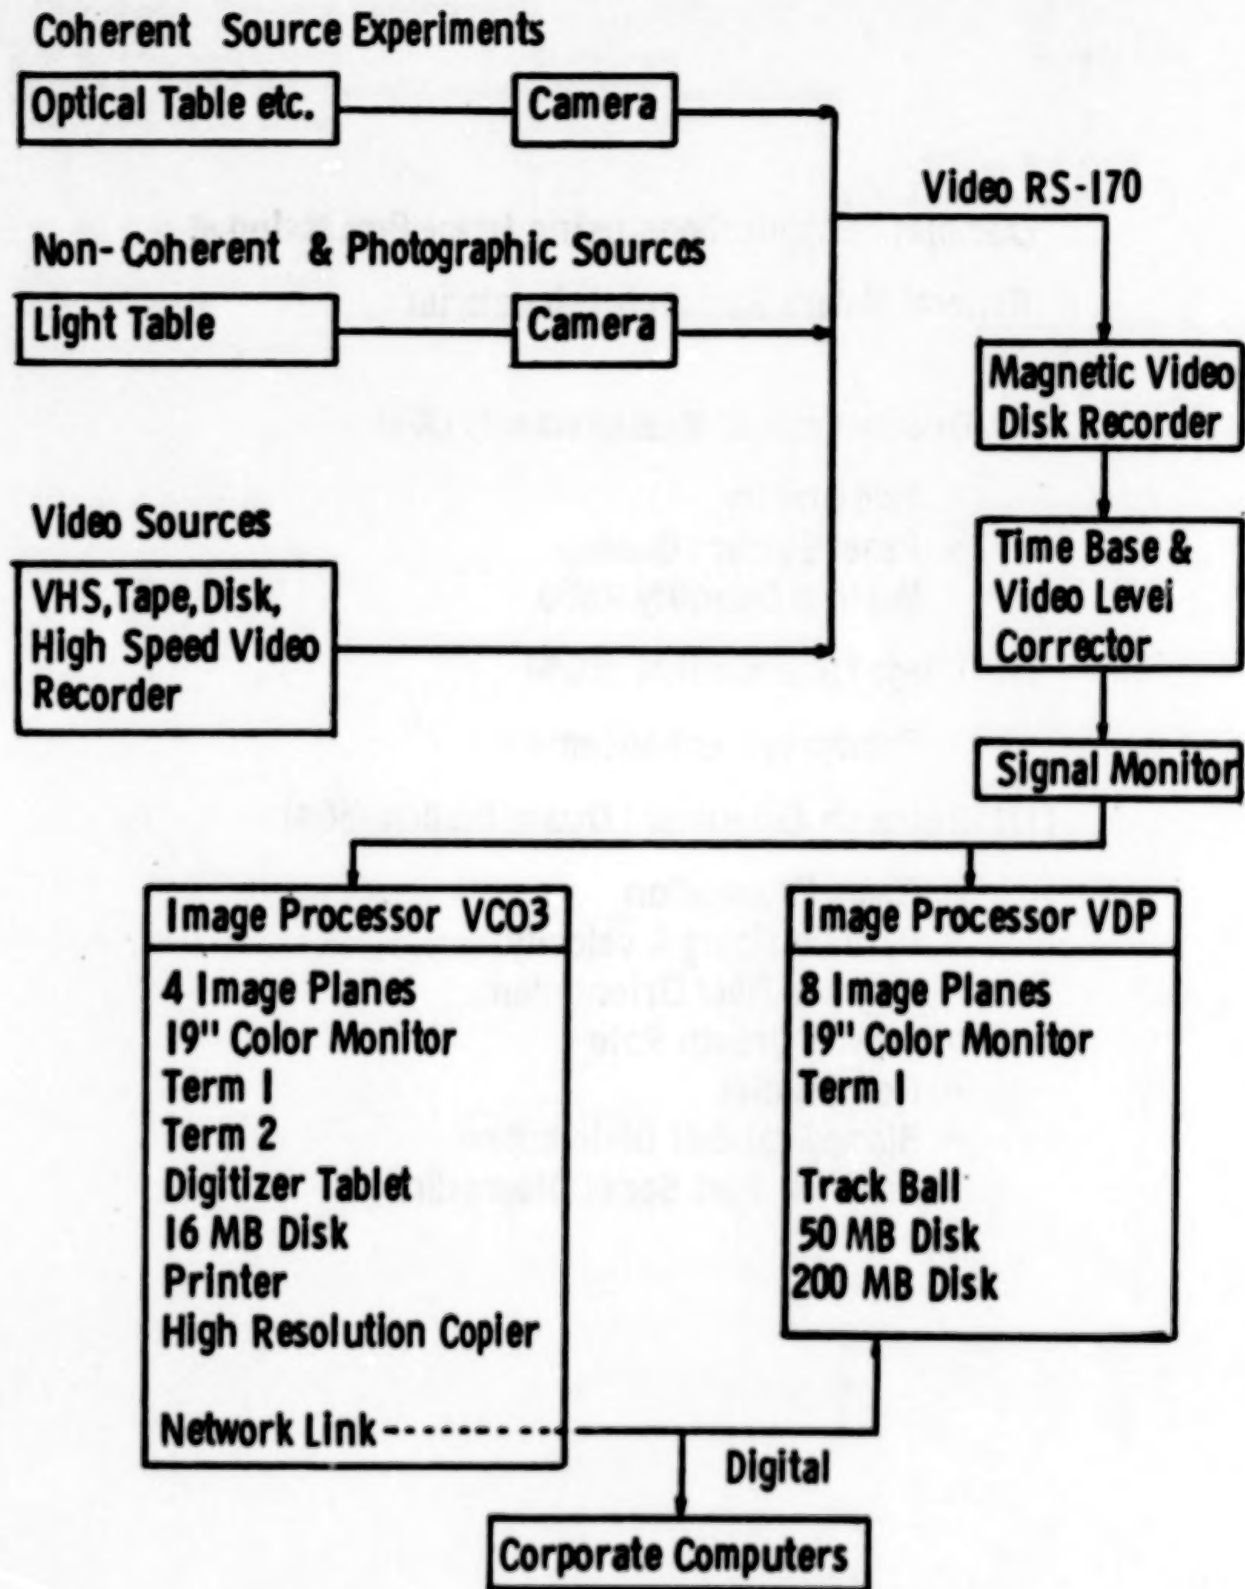 Coherent Source Experiments
Optical Table etc.
Camera
Video RS-170
Non-Coherent & Photographic Sources
Light Table
Camera
Magnetic Video
Disk Recorder
Video Sources
VHS, Tape, Disk,
High Speed Video
Recorder
Time Base &
Video Level
Corrector
Signal Monitor
Image Processor VC03
4 Image Planes
19" Color Monitor
Term 1
Term 2
Digitizer Tablet
16 MB Disk
Printer
High Resolution Copier
Network Link
Image Processor VDP
8 Image Planes
19" Color Monitor
Term 1
Track Ball
50 MB Disk
200 MB Disk
Digital
Corporate Computers